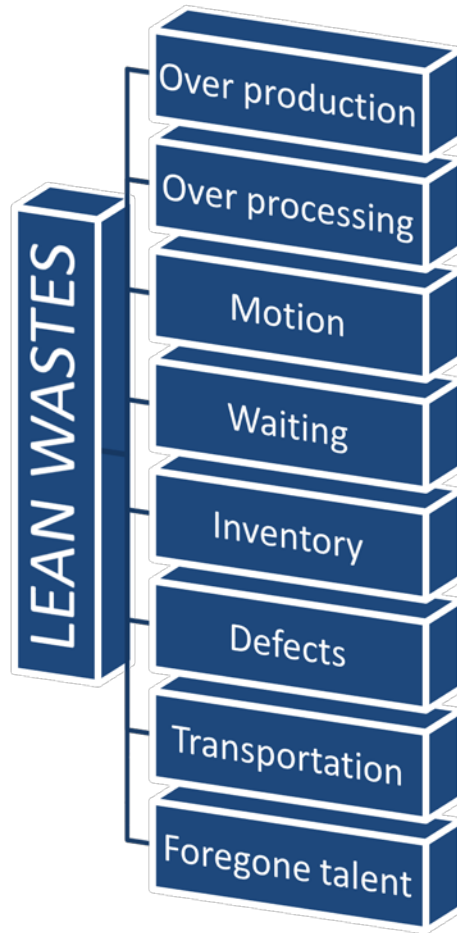 LEAN WASTES
Over production
Over processing
Motion
Waiting
Inventory
Defects
Transportation
Foregone talent